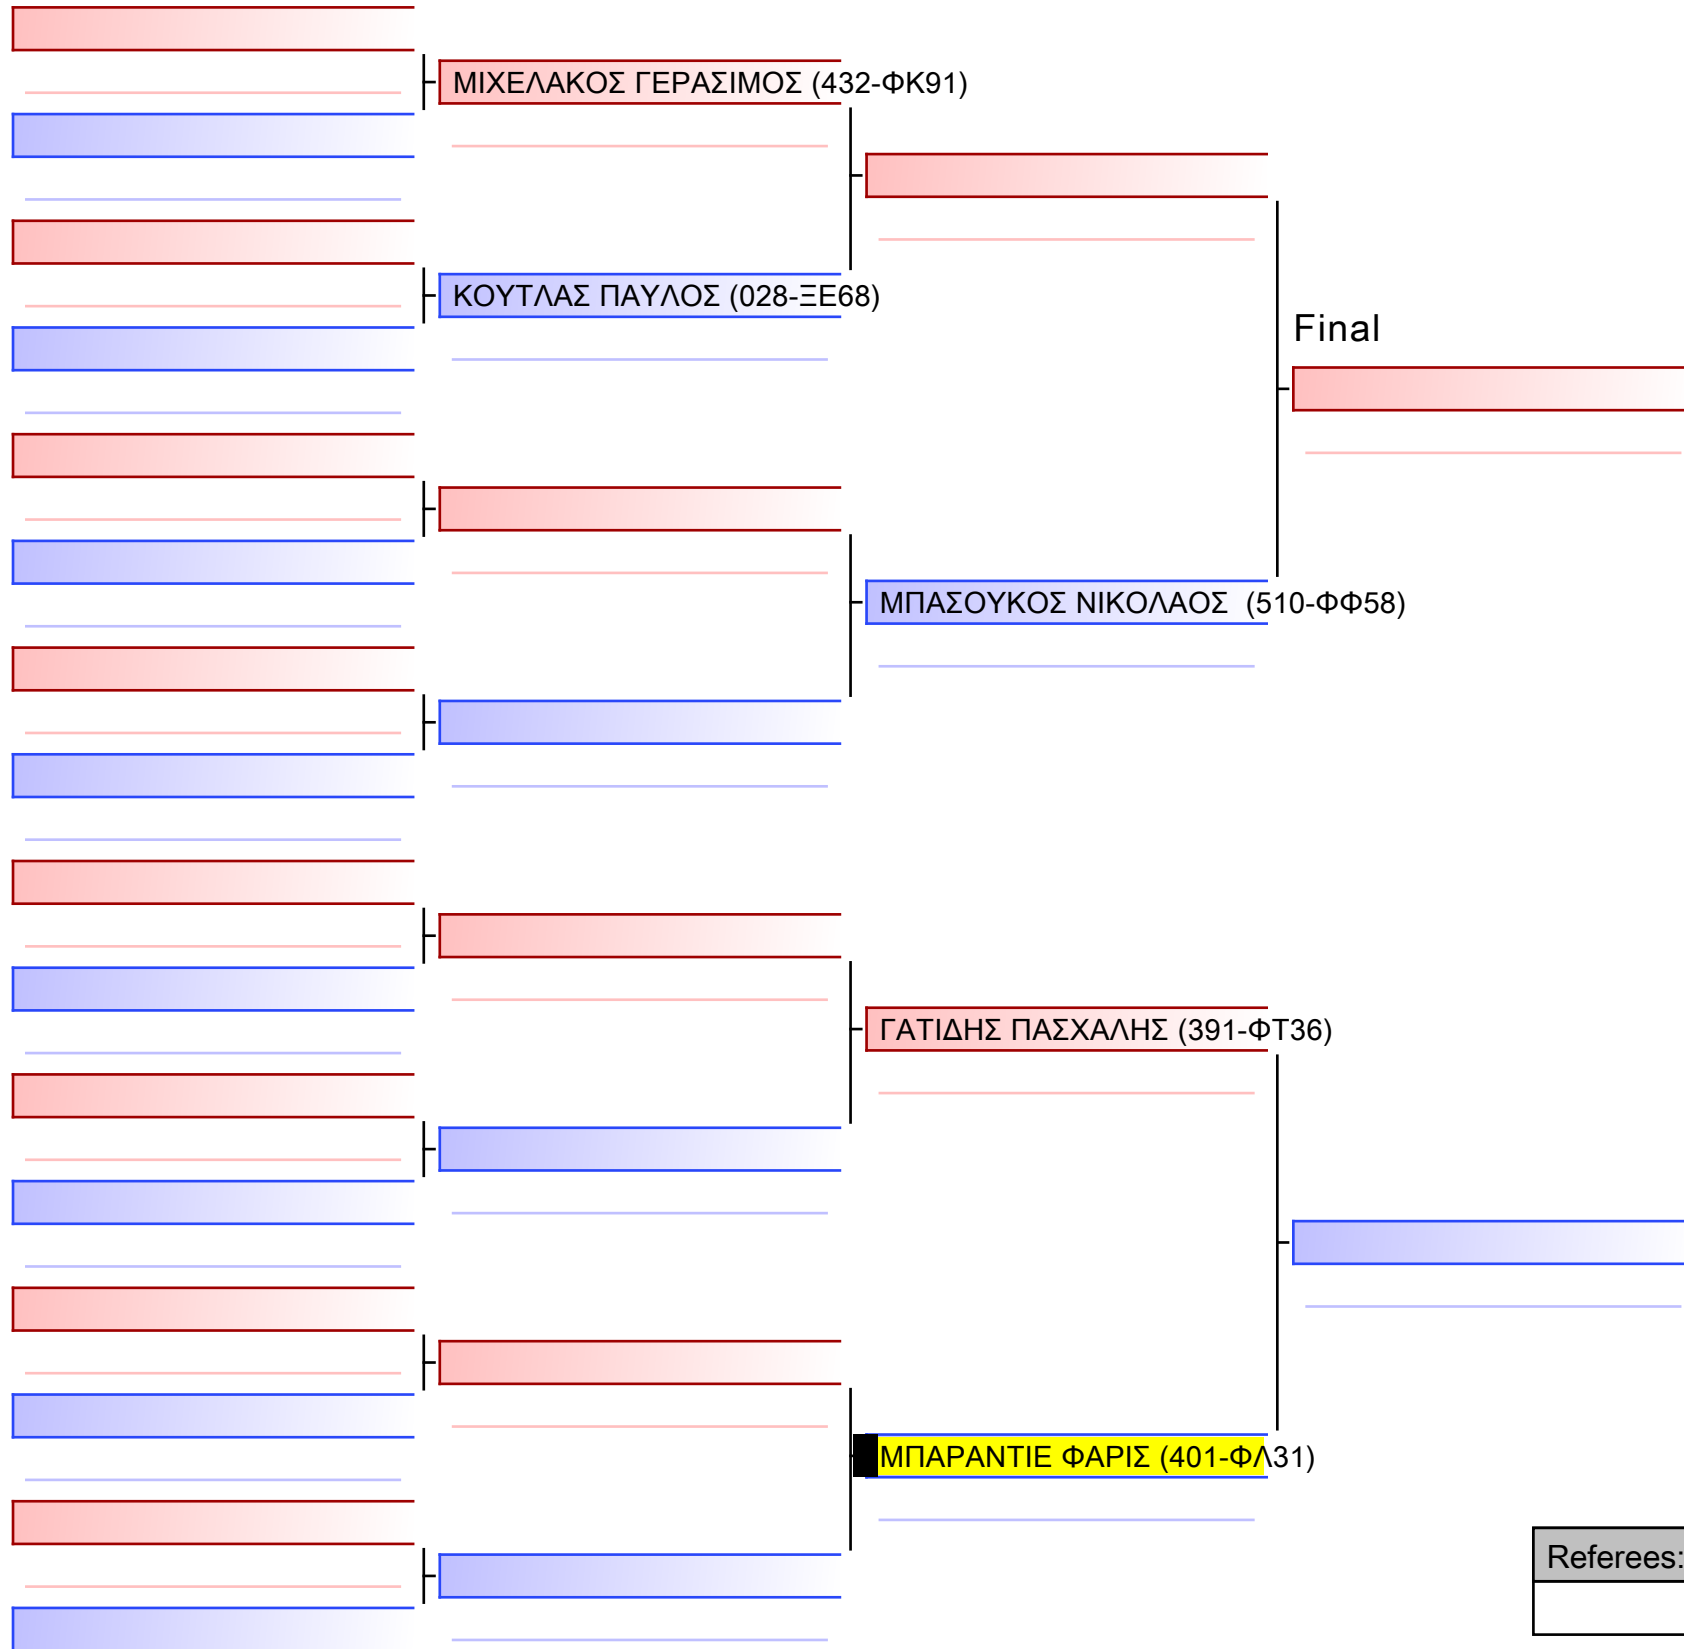 ΜΙΧΕΛΑΚΟΣ ΓΕΡΑΣΙΜΟΣ (432-ΦΚ91)
ΚΟΥΤΛΑΣ ΠΑΥΛΟΣ (028-ΞΕ68)
Final
ΜΠΑΣΟΥΚΟΣ ΝΙΚΟΛΑΟΣ (510-ΦΦ58)
ΓΑΤΙΔΗΣ ΠΑΣΧΑΛΗΣ (391-ΦΤ36)
ΜΠΑΡΑΝΤΙΕ ΦΑΡΙΣ (401-ΦΛ31)
Referees: